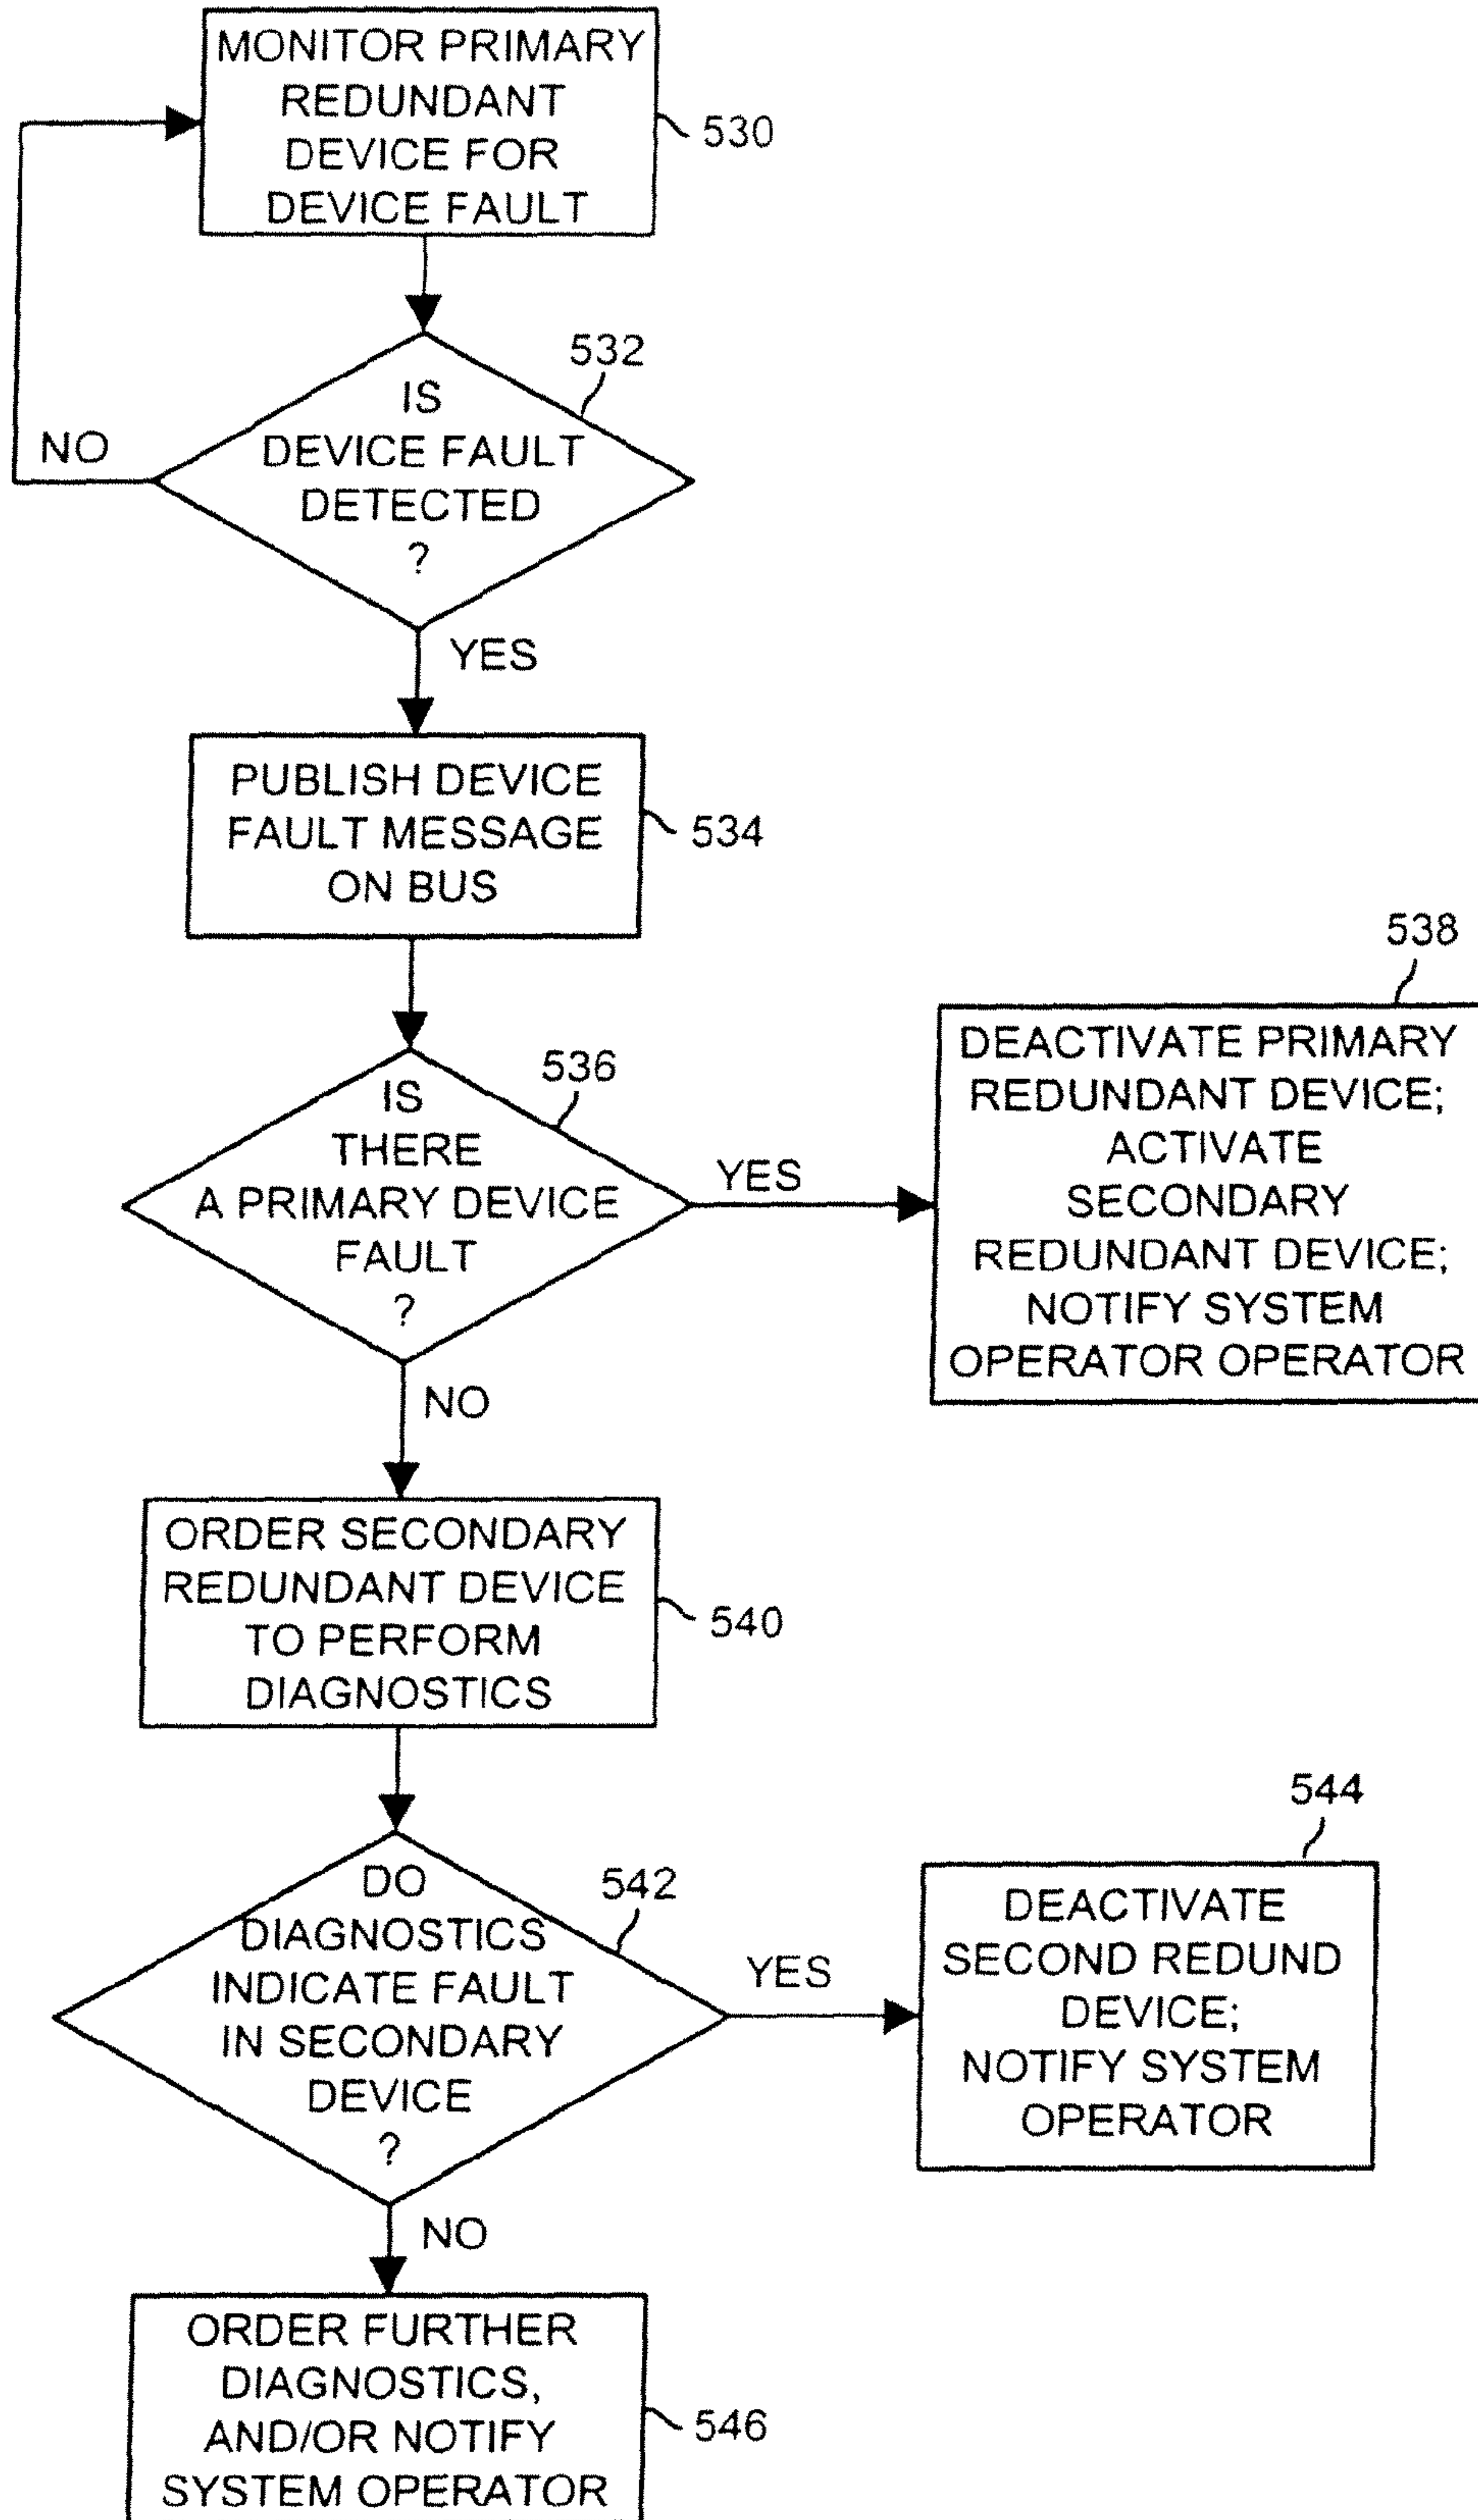 MONITOR PRIMARY
REDUNDANT
DEVICE FOR
DEVICE FAULT
530
532
IS
DEVICE FAULT
DETECTED
?
NO
YES
PUBLISH DEVICE
FAULT MESSAGE
ON BUS
534
536
IS
THERE
A PRIMARY DEVICE
FAULT
?
YES
538
DEACTIVATE PRIMARY
REDUNDANT DEVICE;
ACTIVATE
SECONDARY
REDUNDANT DEVICE;
NOTIFY SYSTEM
OPERATOR OPERATOR
NO
ORDER SECONDARY
REDUNDANT DEVICE
TO PERFORM
DIAGNOSTICS
540
542
DO
DIAGNOSTICS
INDICATE FAULT
IN SECONDARY
DEVICE
?
YES
544
DEACTIVATE
SECOND REDUND
DEVICE;
NOTIFY SYSTEM
OPERATOR
NO
ORDER FURTHER
DIAGNOSTICS,
AND/OR NOTIFY
SYSTEM OPERATOR
546